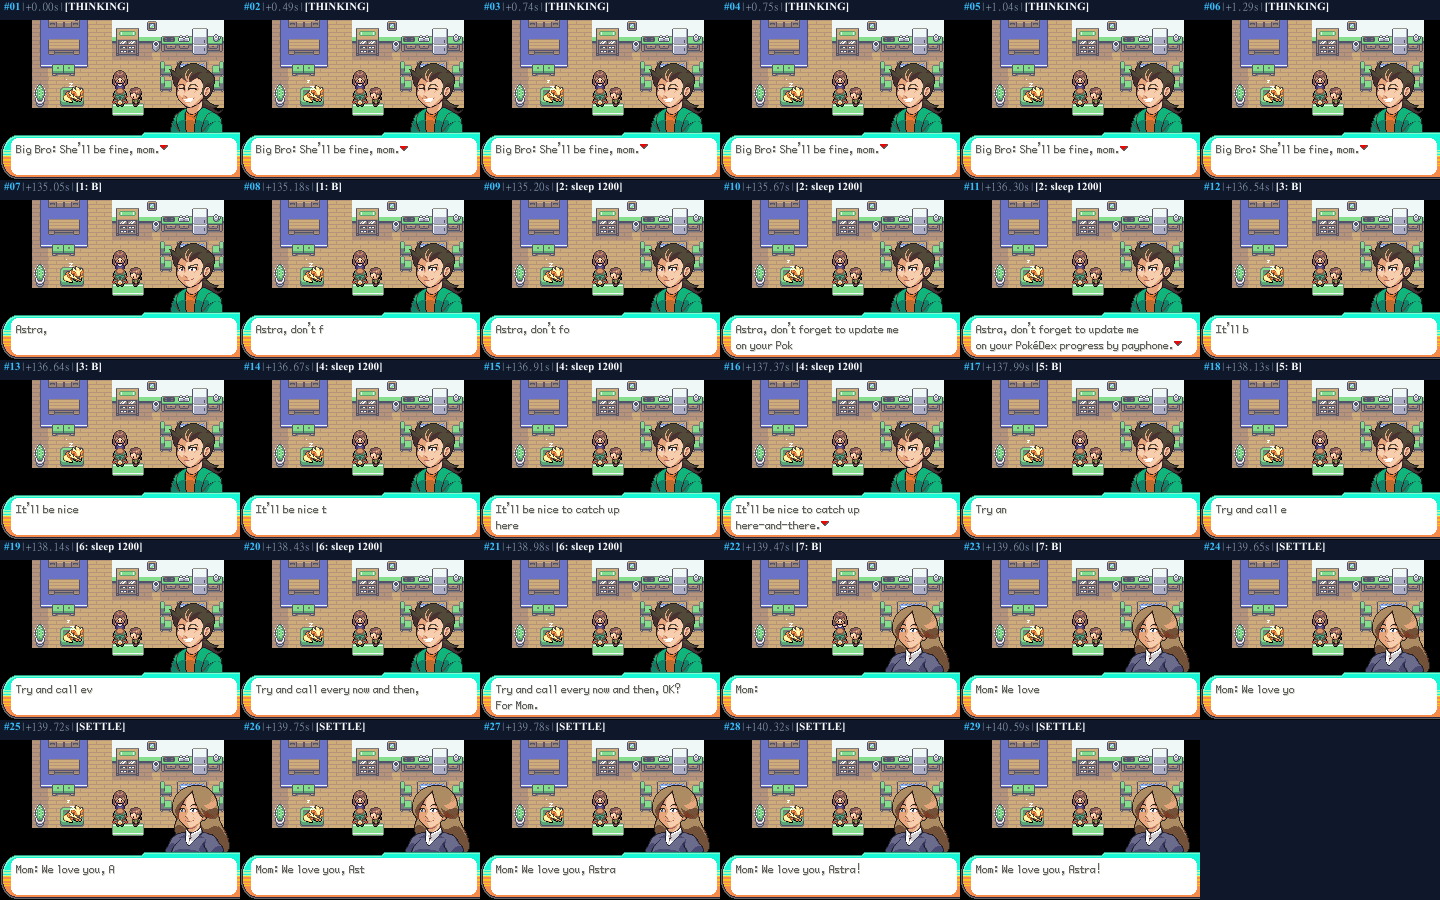 #01 | +0.00s | [THINKING]
Big Bro: She'll be fine, mom.
#02 | +0.49s | [THINKING]
Big Bro: She'll be fine, mom.
#03 | +0.74s | [THINKING]
Big Bro: She'll be fine, mom.
#04 | +0.75s | [THINKING]
Big Bro: She'll be fine, mom.
#05 | +1.04s | [THINKING]
Big Bro: She'll be fine, mom.
#06 | +1.29s | [THINKING]
Big Bro: She'll be fine, mom.
#07 | +135.05s | [1: B]
Astra,
#08 | +135.18s | [1: B]
Astra, don't f
#09 | +135.20s | [2: sleep 1200]
Astra, don't fo
#10 | +135.67s | [2: sleep 1200]
Astra, don't forget to update me
on your Pok
#11 | +136.30s | [2: sleep 1200]
Astra, don't forget to update me
on your PokéDex progress by payphone.
#12 | +136.54s | [3: B]
It'll b
#13 | +136.64s | [3: B]
It'll be nice
#14 | +136.67s | [4: sleep 1200]
It'll be nice t
#15 | +136.91s | [4: sleep 1200]
It'll be nice to catch up
here
#16 | +137.37s | [4: sleep 1200]
It'll be nice to catch up
here-and-there.
#17 | +137.99s | [5: B]
Try an
#18 | +138.13s | [5: B]
Try and call e
#19 | +138.14s | [6: sleep 1200]
Try and call ev
#20 | +138.43s | [6: sleep 1200]
Try and call every now and then,
#21 | +138.98s | [6: sleep 1200]
Try and call every now and then, OK?
For Mom.
#22 | +139.47s | [7: B]
Mom:
#23 | +139.60s | [7: B]
Mom: We love
#24 | +139.65s | [SETTLE]
Mom: We love yo
#25 | +139.72s | [SETTLE]
Mom: We love you, A
#26 | +139.75s | [SETTLE]
Mom: We love you, Ast
#27 | +139.78s | [SETTLE]
Mom: We love you, Astra
#28 | +140.32s | [SETTLE]
Mom: We love you, Astra!
#29 | +140.59s | [SETTLE]
Mom: We love you, Astra!